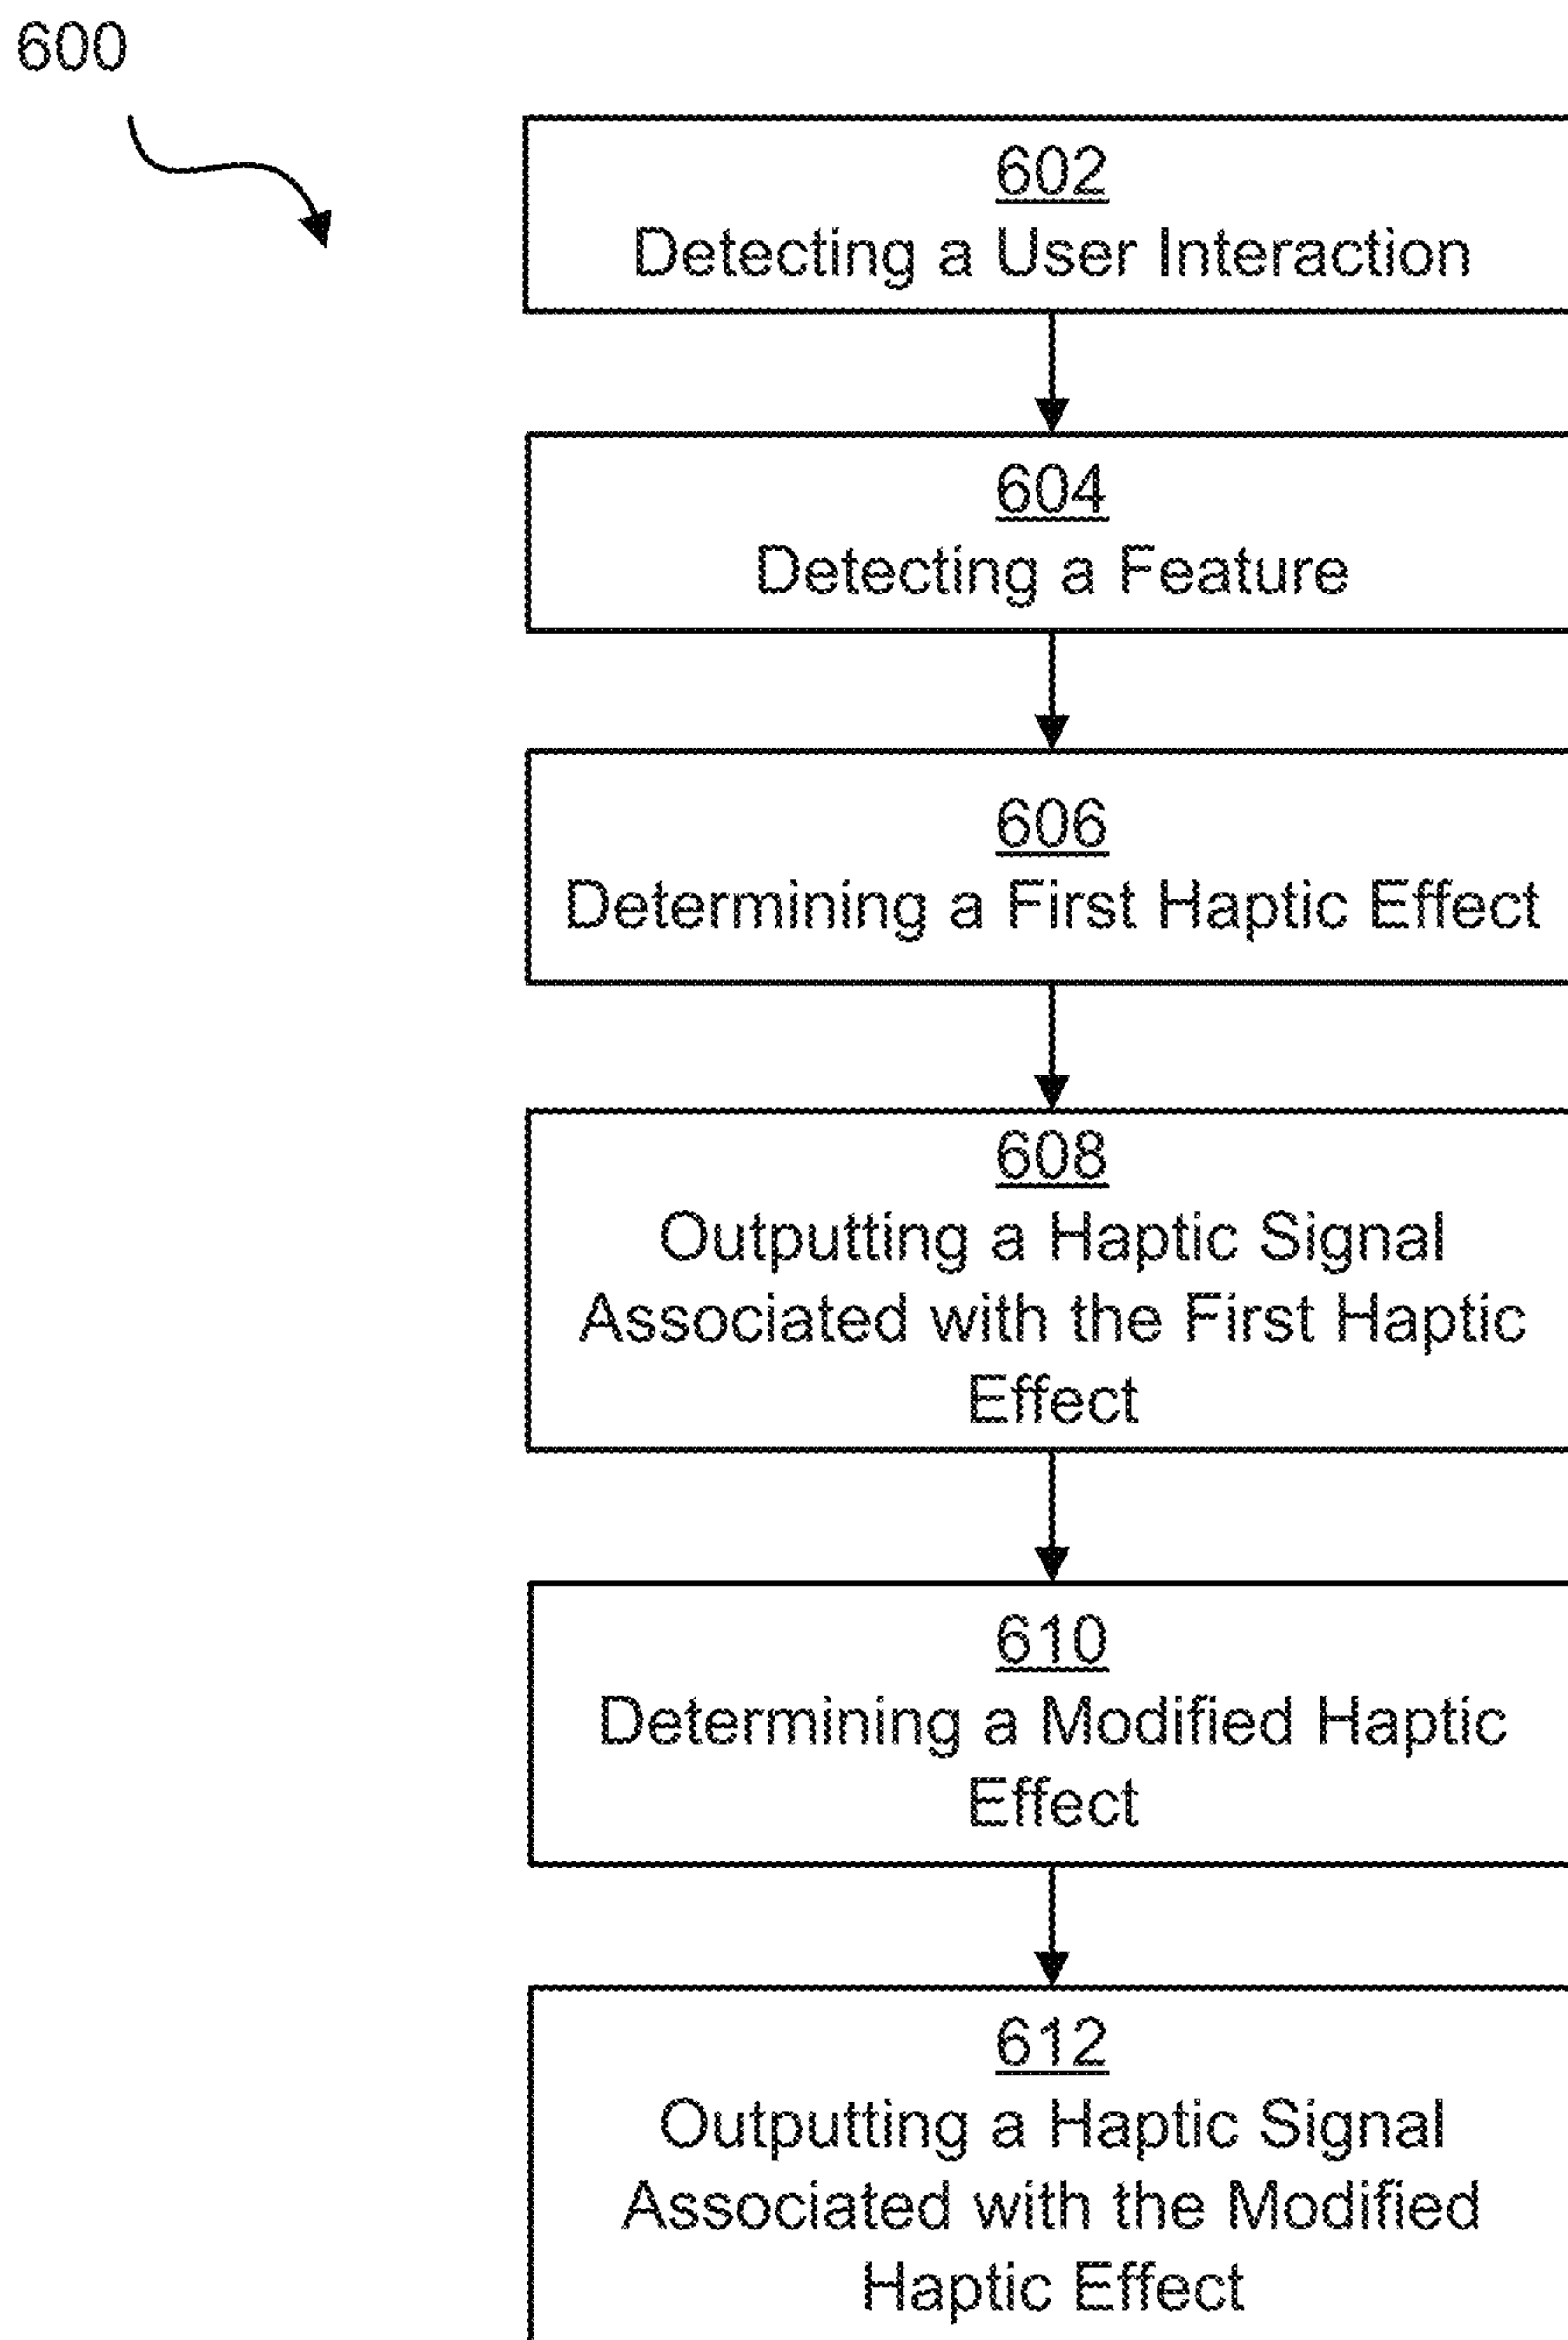 600
602
Detecting a User Interaction
604
Detecting a Feature
606
Determining a First Haptic Effect
608
Outputting a Haptic Signal
Associated with the First Haptic
Effect
610
Determining a Modified Haptic
Effect
612
Outputting a Haptic Signal
Associated with the Modified
Haptic Effect